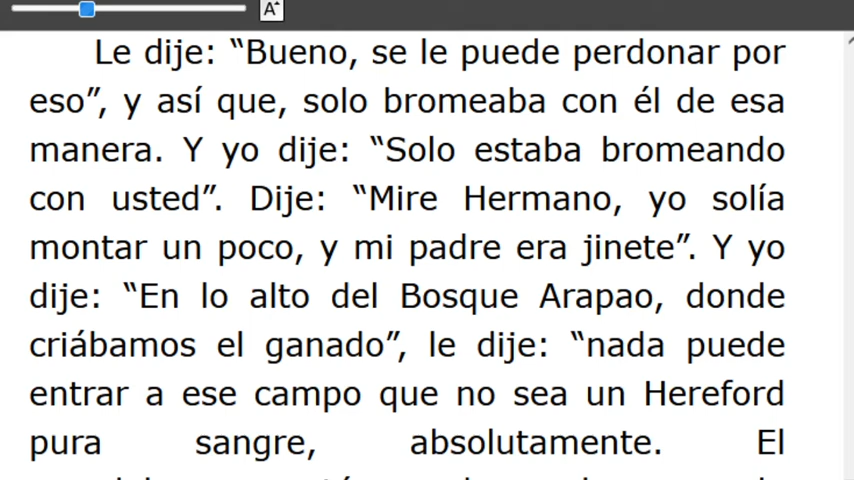 A
Le dije: “Bueno, se le puede perdonar por
eso”, y así que, solo bromeaba con él de esa
manera. Y yo dije: “Solo estaba bromeando
con usted”. Dije: “Mire Hermano, yo solía
montar un poco, y mi padre era jinete”. Y yo
dije: “En lo alto del Bosque Arapao, donde
criábamos el ganado”, le dije: “nada puede
entrar a ese campo que no sea un Hereford
pura sangre, absolutamente. El